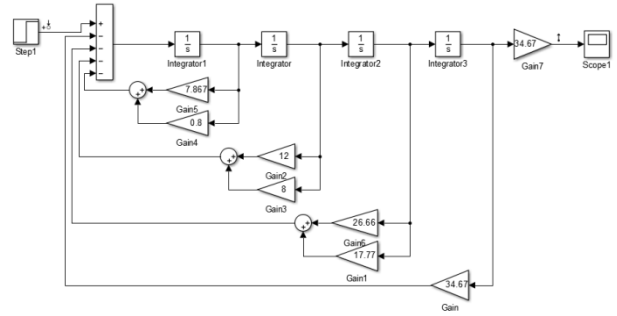 Step1
+
−
−
−
−
1
s
Integrator1
1
s
Integrator
1
s
Integrator2
1
s
Integrator3
34.67
Gain7
Scope1
7.867
Gain5
0.8
Gain4
+
+
12
Gain2
8
Gain3
+
+
26.66
Gain6
17.77
Gain1
+
+
34.67
Gain